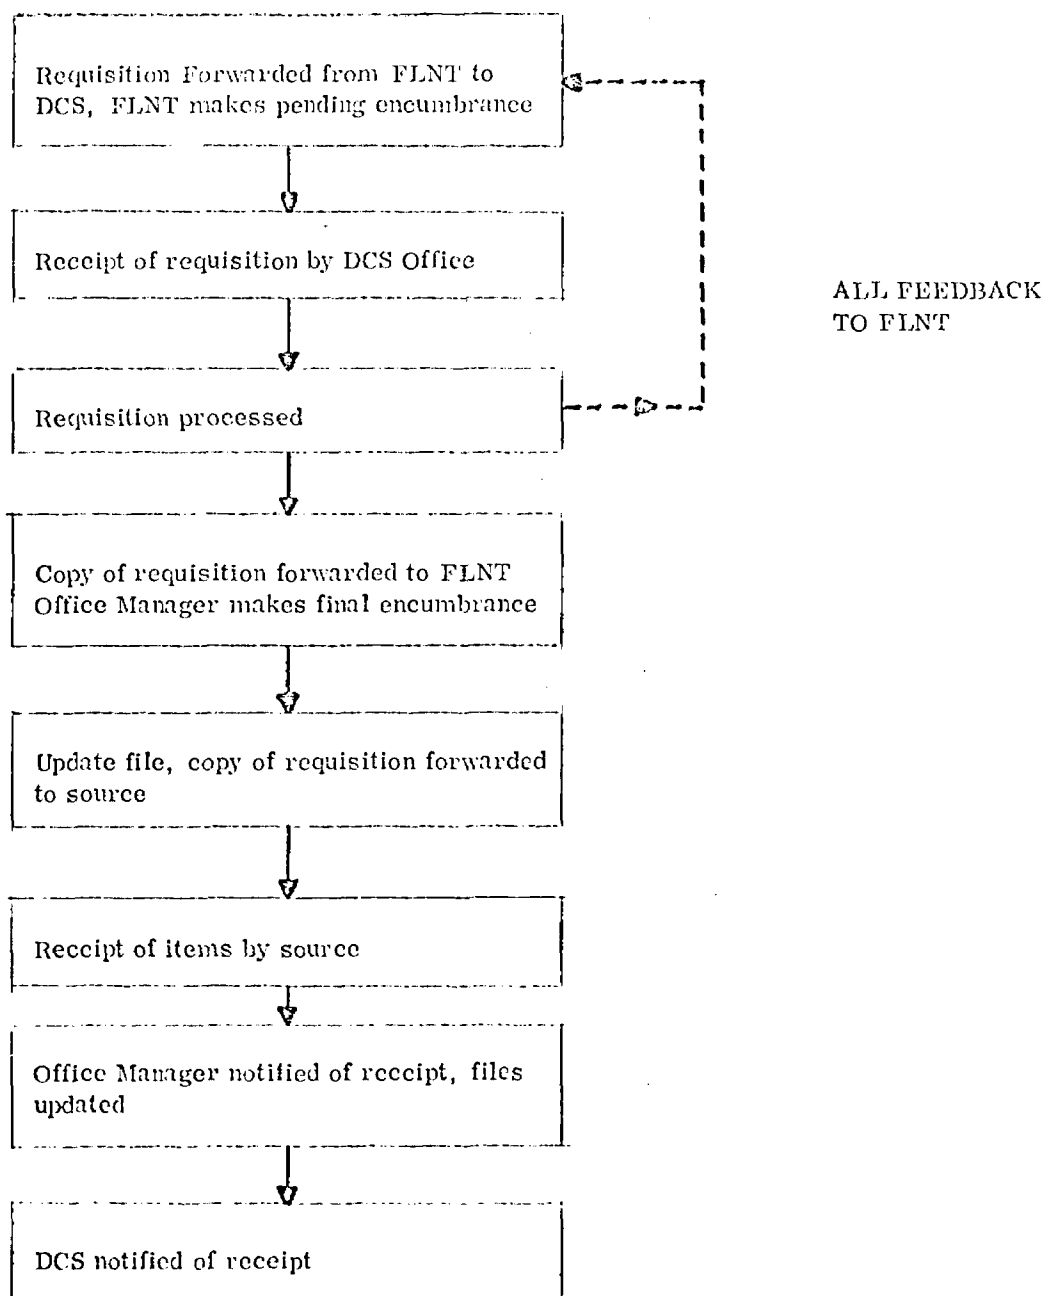 Requisition Forwarded from FLNT to
DCS, FLNT makes pending encumbrance
Receipt of requisition by DCS Office
ALL FEEDBACK
TO FLNT
Requisition processed
Copy of requisition forwarded to FLNT
Office Manager makes final encumbrance
Update file, copy of requisition forwarded
to source
Receipt of items by source
Office Manager notified of receipt, files
updated
DCS notified of receipt